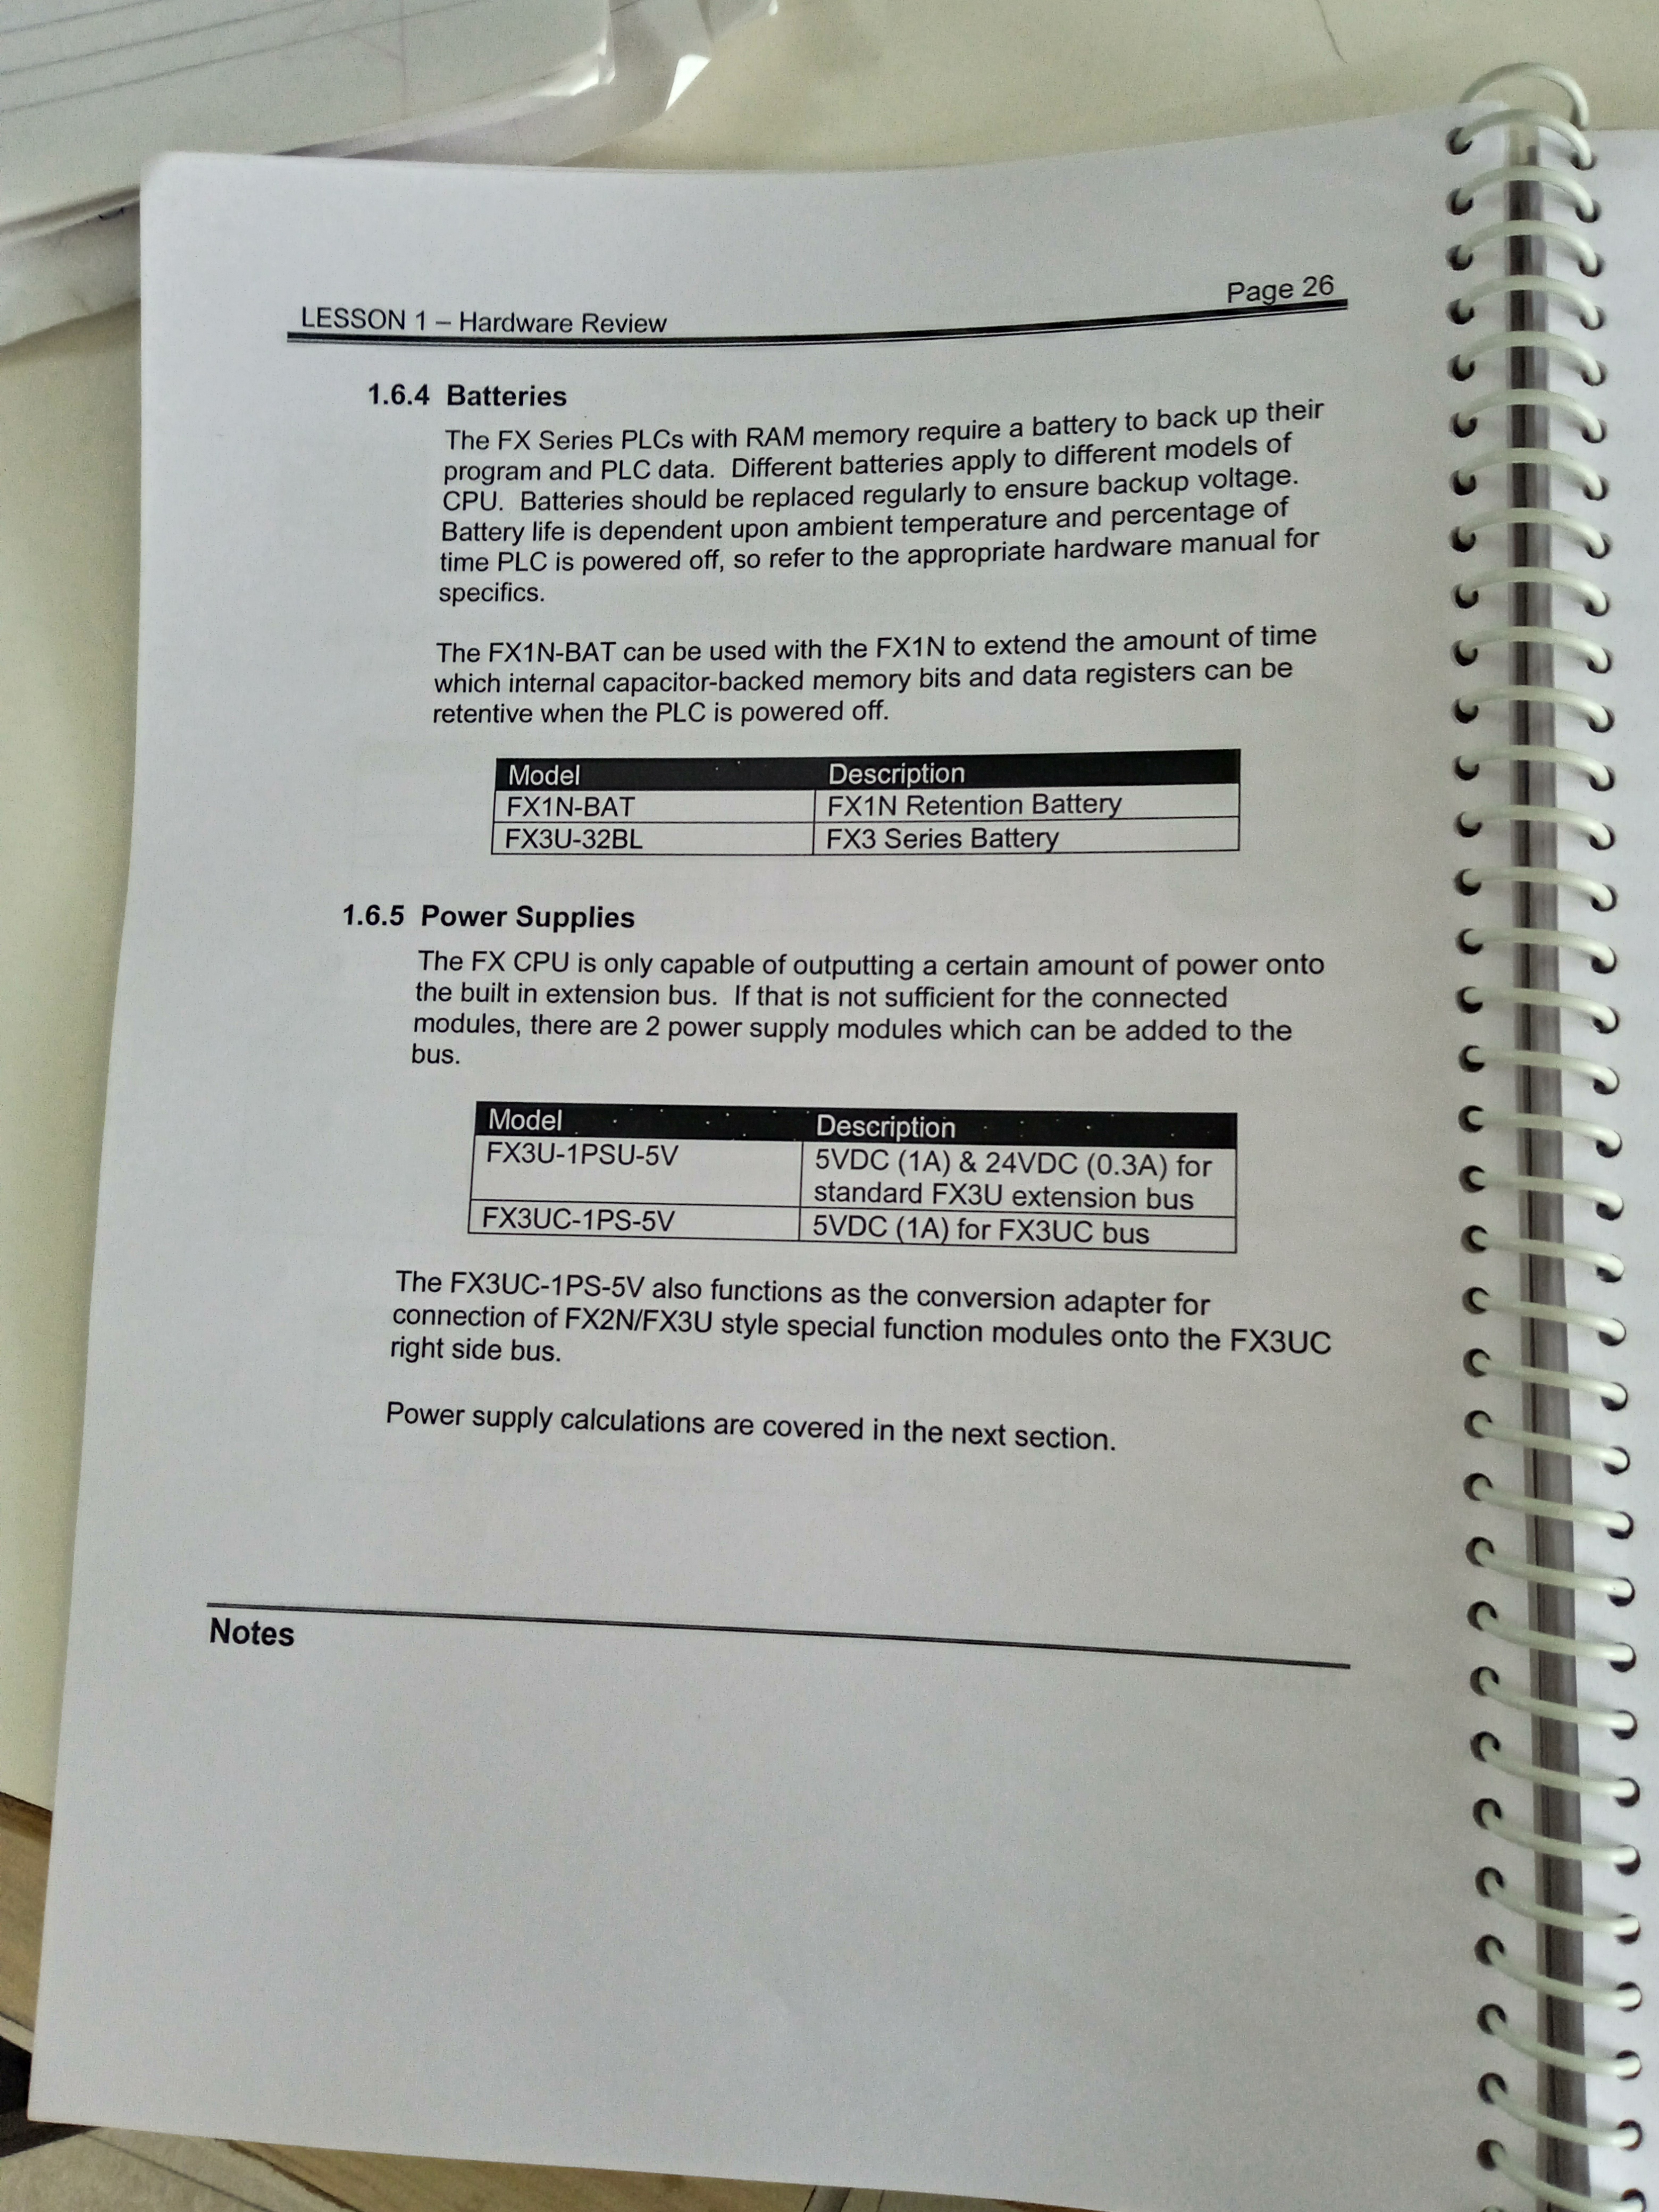 LESSON 1 – Hardware Review Page 26
1.6.4 Batteries
The FX Series PLCs with RAM memory require a battery to back up their
program and PLC data. Different batteries apply to different models of
CPU. Batteries should be replaced regularly to ensure backup voltage.
Battery life is dependent upon ambient temperature and percentage of
time PLC is powered off, so refer to the appropriate hardware manual for
specifics.
The FX1N-BAT can be used with the FX1N to extend the amount of time
which internal capacitor-backed memory bits and data registers can be
retentive when the PLC is powered off.
Model Description
FX1N-BAT FX1N Retention Battery
FX3U-32BL FX3 Series Battery
1.6.5 Power Supplies
The FX CPU is only capable of outputting a certain amount of power onto
the built in extension bus. If that is not sufficient for the connected
modules, there are 2 power supply modules which can be added to the
bus.
Model Description
FX3U-1PSU-5V 5VDC (1A) & 24VDC (0.3A) for
standard FX3U extension bus
FX3UC-1PS-5V 5VDC (1A) for FX3UC bus
The FX3UC-1PS-5V also functions as the conversion adapter for
connection of FX2N/FX3U style special function modules onto the FX3UC
right side bus.
Power supply calculations are covered in the next section.
Notes